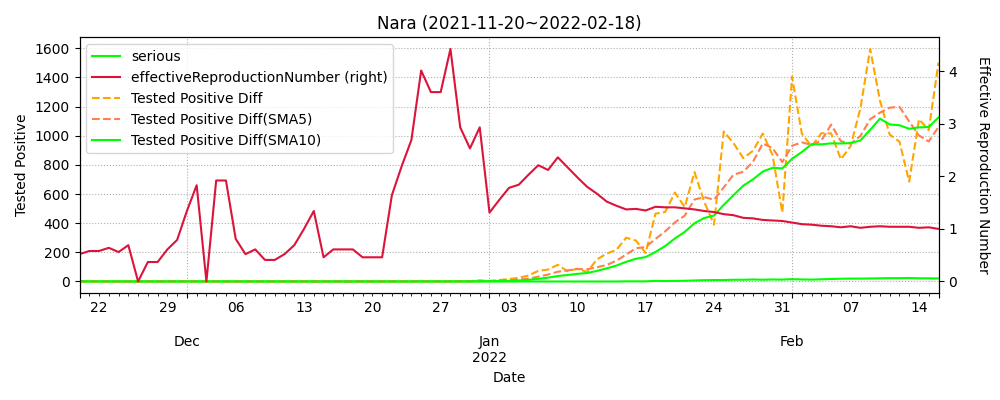 Nara (2021-11-20~2022-02-18)
serious
effectiveReproductionNumber (right)
Tested Positive Diff
Tested Positive Diff(SMA5)
Tested Positive Diff(SMA10)
Tested Positive
1600
1400
1200
1000
800
600
400
200
0
Effective Reproduction Number
4
3
2
1
0
22 29 06 13 20 27 03 10 17 24 31 07 14
Dec Jan Feb
2022
Date